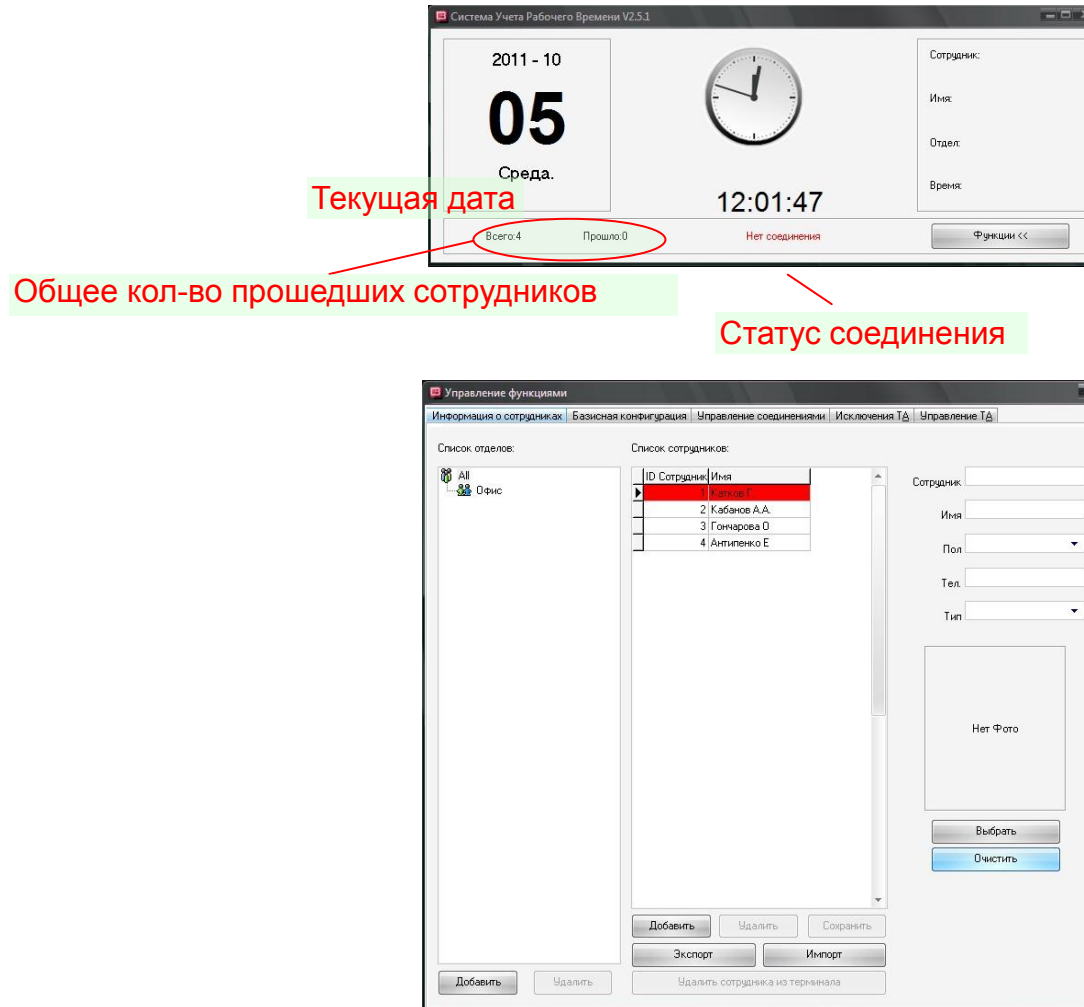 Система Учета Рабочего Времени V2.5.1
2011 - 10
05
Среда.
12:01:47
Сотрудник:
Имя:
Отдел:
Время:
Всего:4 Прошло:0 Нет соединения Функции <<
Текущая дата
Общее кол-во прошедших сотрудников
Статус соединения
Управление функциями
Информация о сотрудниках Базисная конфигурация Управление соединениями Исключения ТА Управление ТА
Список отделов: Список сотрудников:
All
Офис
ID Сотрудник Имя
1 Катков Г
2 Кабанов А.А.
3 Гончарова О
4 Антипенко Е
Сотрудник
Имя
Пол
Тел.
Тип
Нет Фото
Выбрать
Очистить
Добавить Удалить Сохранить
Экспорт Импорт
Удалить сотрудника из терминала
Добавить Удалить